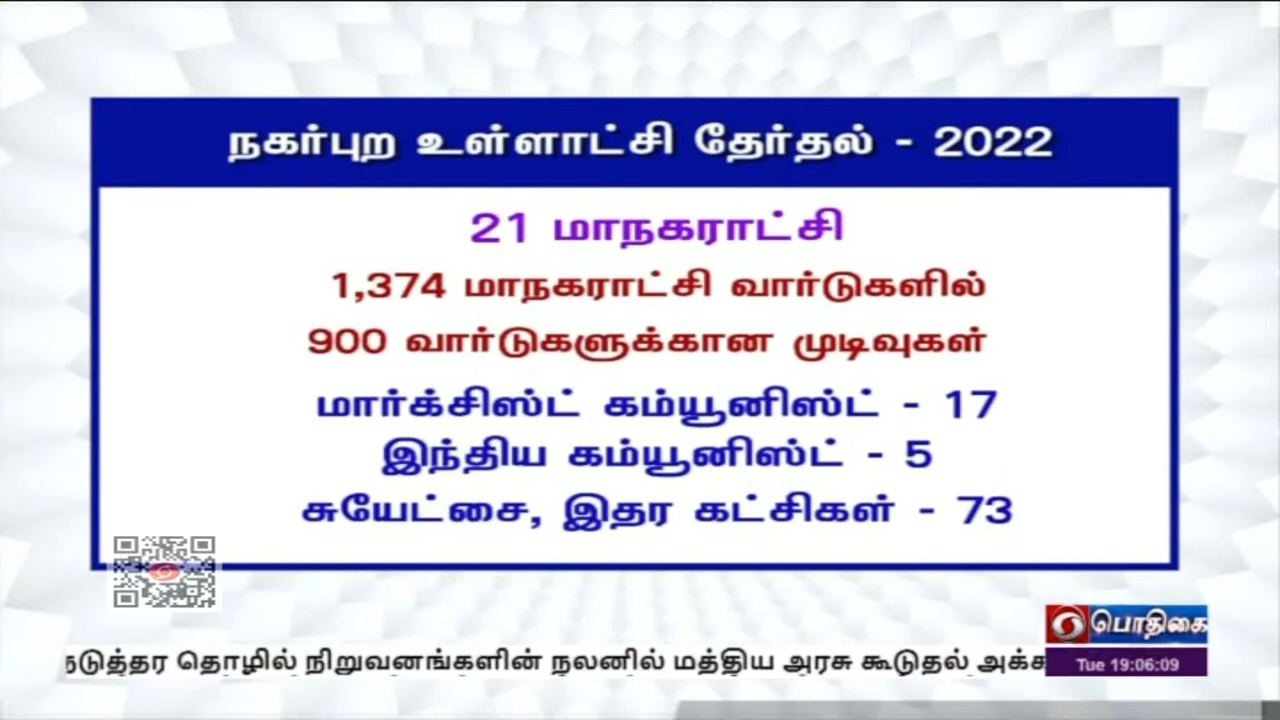 நகர்புற உள்ளாட்சி தேர்தல் - 2022
21 மாநகராட்சி
1,374 மாநகராட்சி வார்டுகளில்
900 வார்டுகளுக்கான முடிவுகள்
மார்க்சிஸ்ட் கம்யூனிஸ்ட் - 17
இந்திய கம்யூனிஸ்ட் - 5
சுயேட்சை, இதர கட்சிகள் - 73
பொதிகை
நடுத்தர தொழில் நிறுவனங்களின் நலனில் மத்திய அரசு கூடுதல் அக்க
Tue 19:06:09